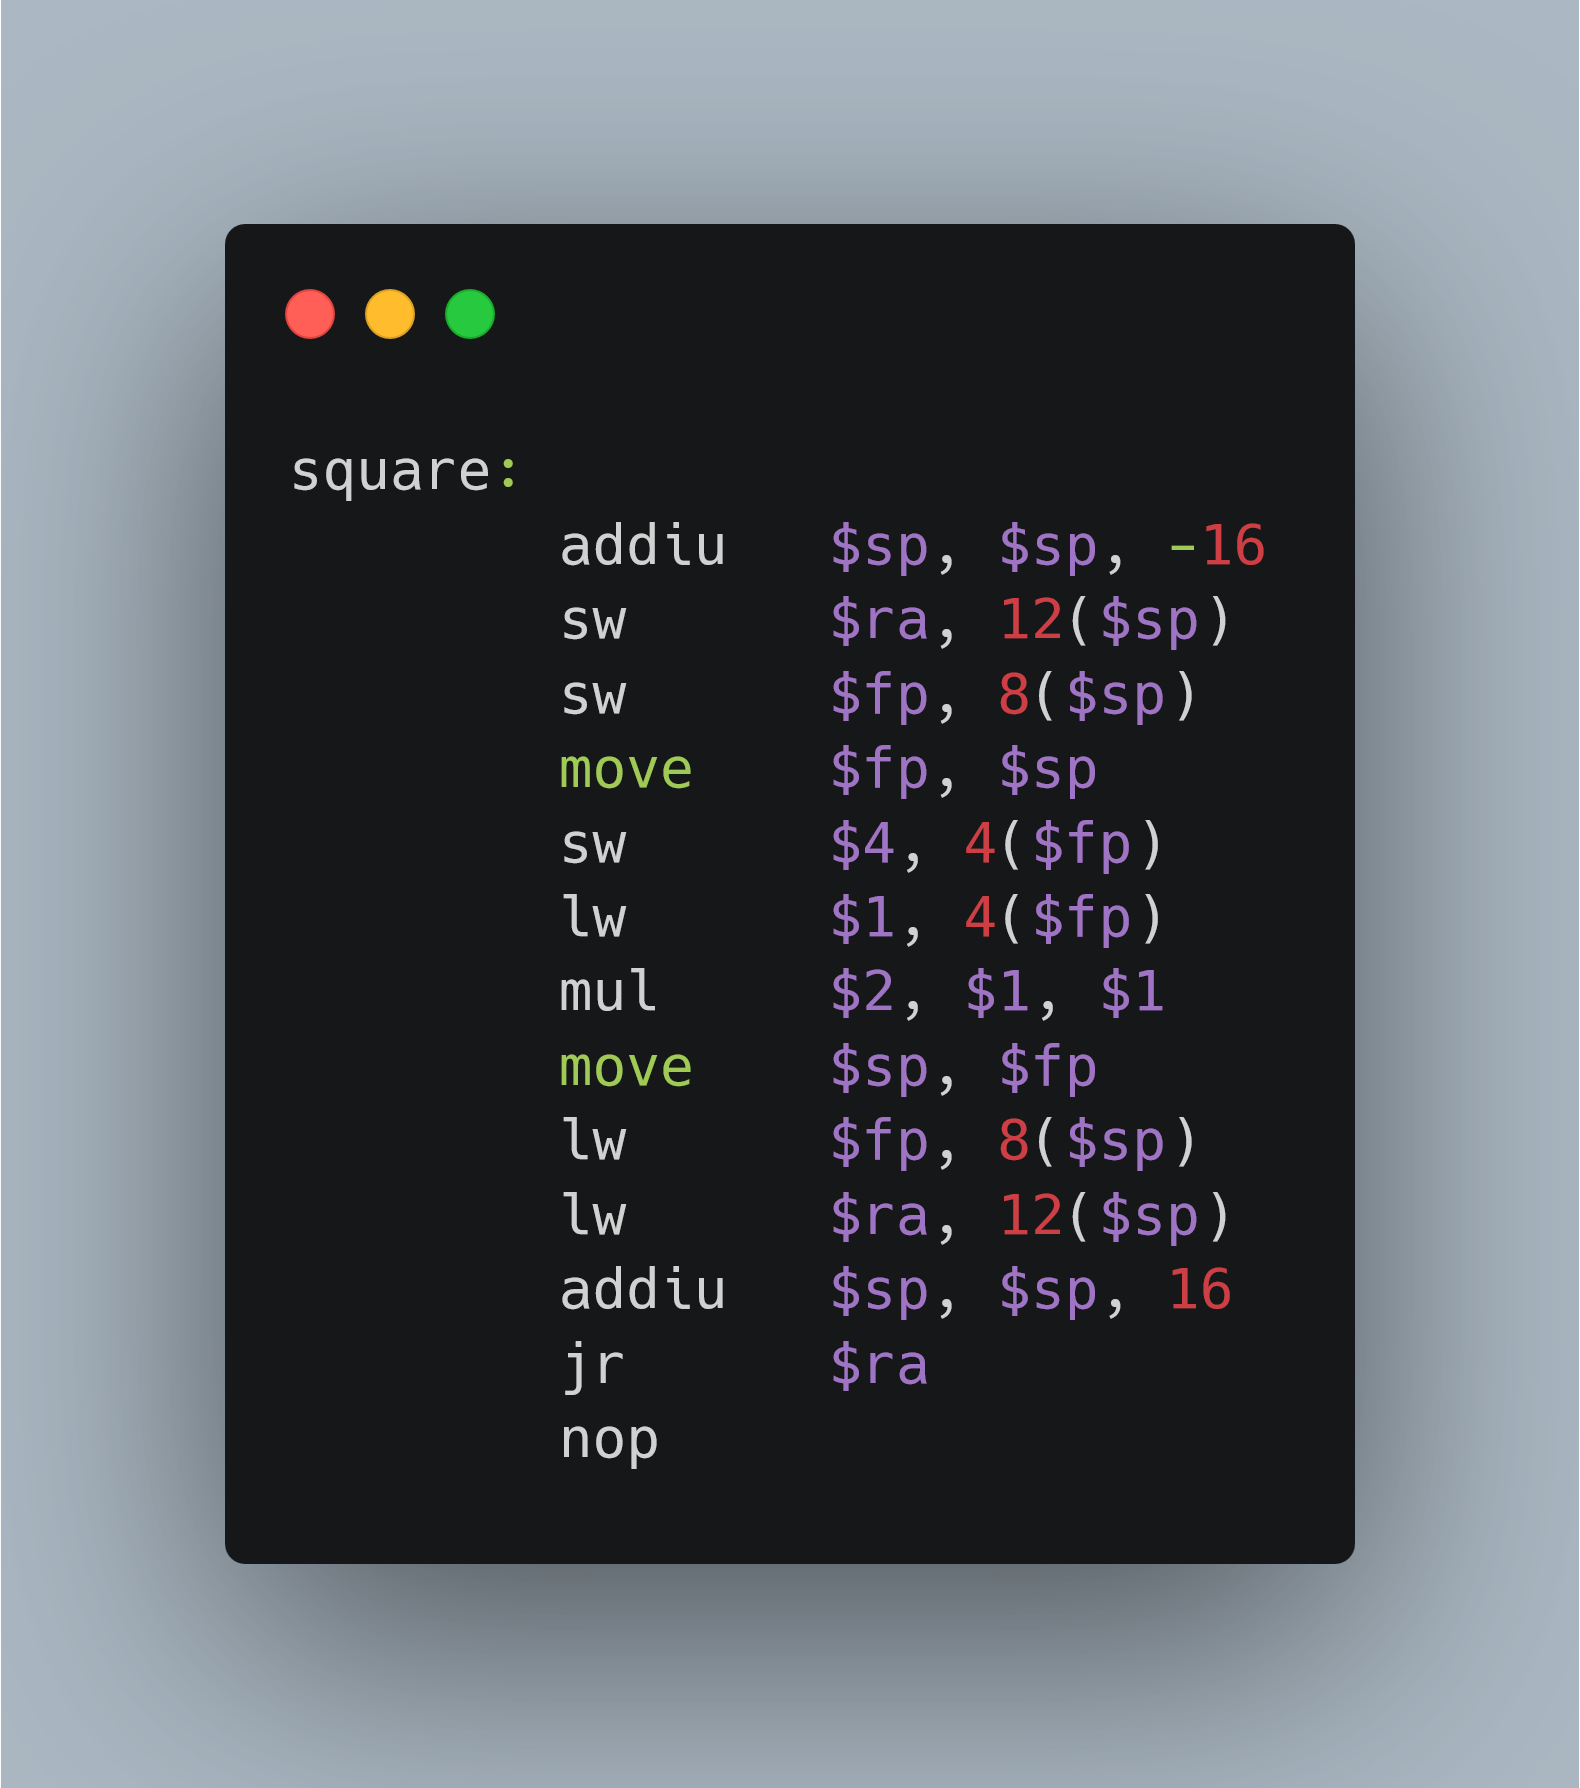 square:
        addiu   $sp, $sp, -16
        sw      $ra, 12($sp)
        sw      $fp, 8($sp)
        move    $fp, $sp
        sw      $4, 4($fp)
        lw      $1, 4($fp)
        mul     $2, $1, $1
        move    $sp, $fp
        lw      $fp, 8($sp)
        lw      $ra, 12($sp)
        addiu   $sp, $sp, 16
        jr      $ra
        nop